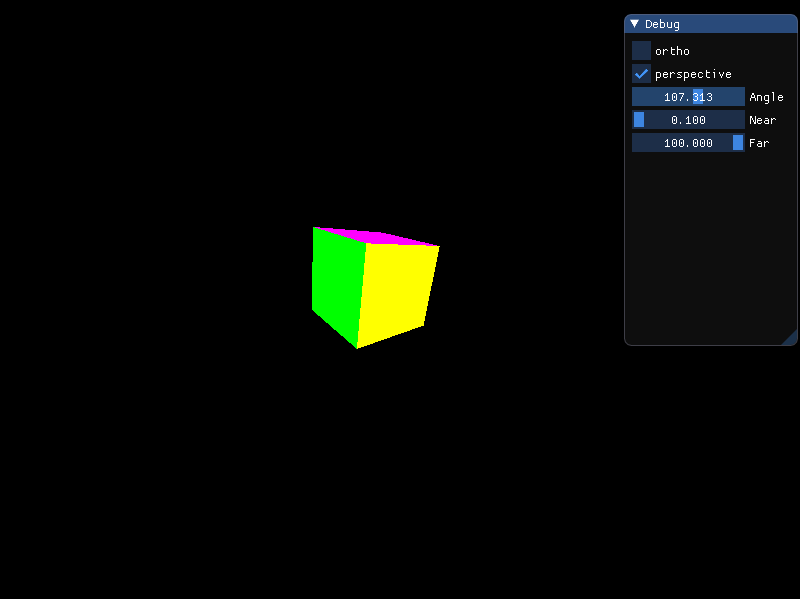 Debug
ortho
perspective
107.313 Angle
0.100 Near
100.000 Far